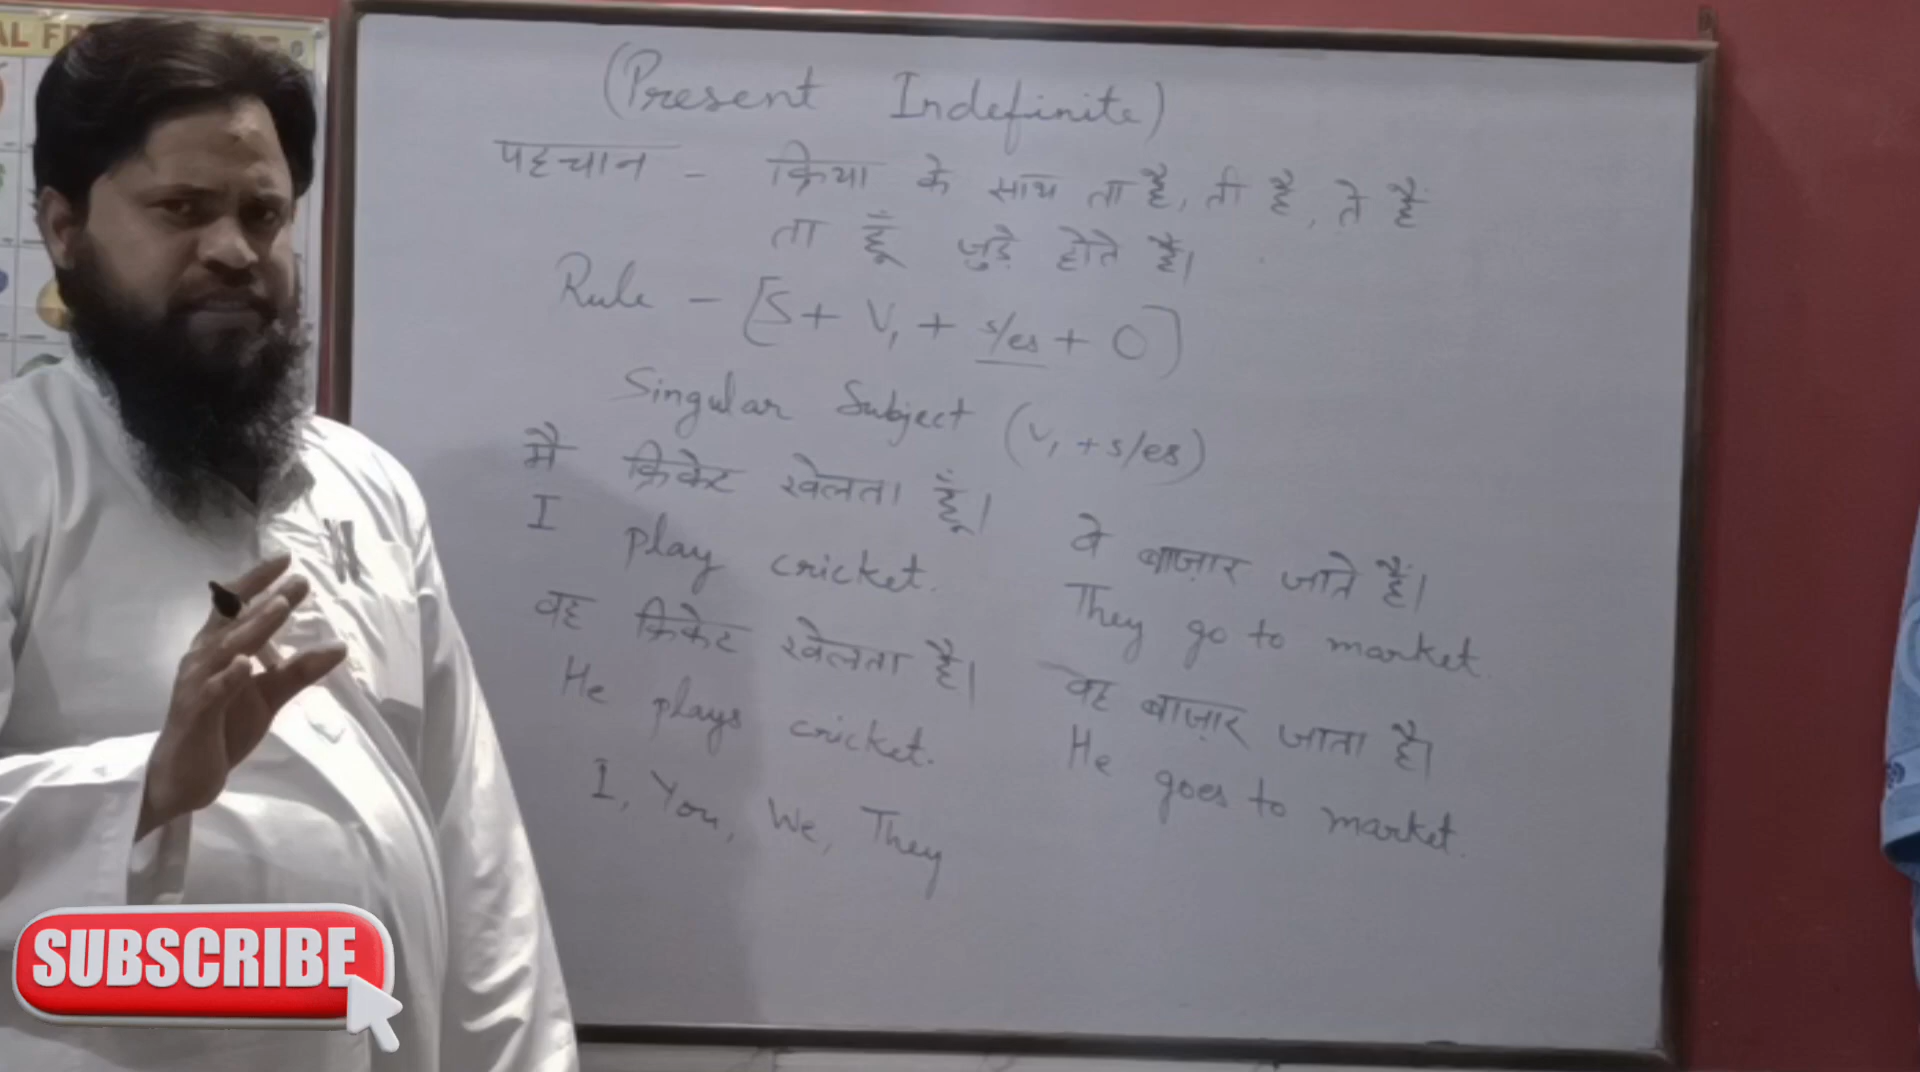 AL F
(Present Indefinite)
पहचान - क्रिया के साथ ता है, ती है, ते हैं
ता हूँ जुड़े होते हैं।
Rule - [S + V₁ + s/es + O]
Singular Subject (V₁ + s/es)
मै क्रिकेट खेलता हूँ।
I play cricket.
वह क्रिकेट खेलता है।
He plays cricket.
I, You, We, They
वे बाज़ार जाते हैं।
They go to market.
वह बाज़ार जाता है।
He goes to market.
SUBSCRIBE